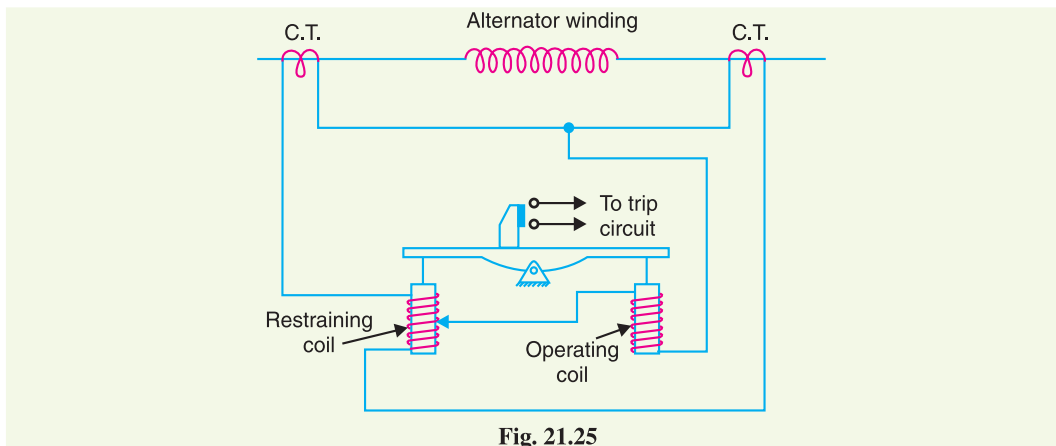 Alternator winding
C.T.
C.T.
To trip
circuit
Restraining
coil
Operating
coil
Fig. 21.25